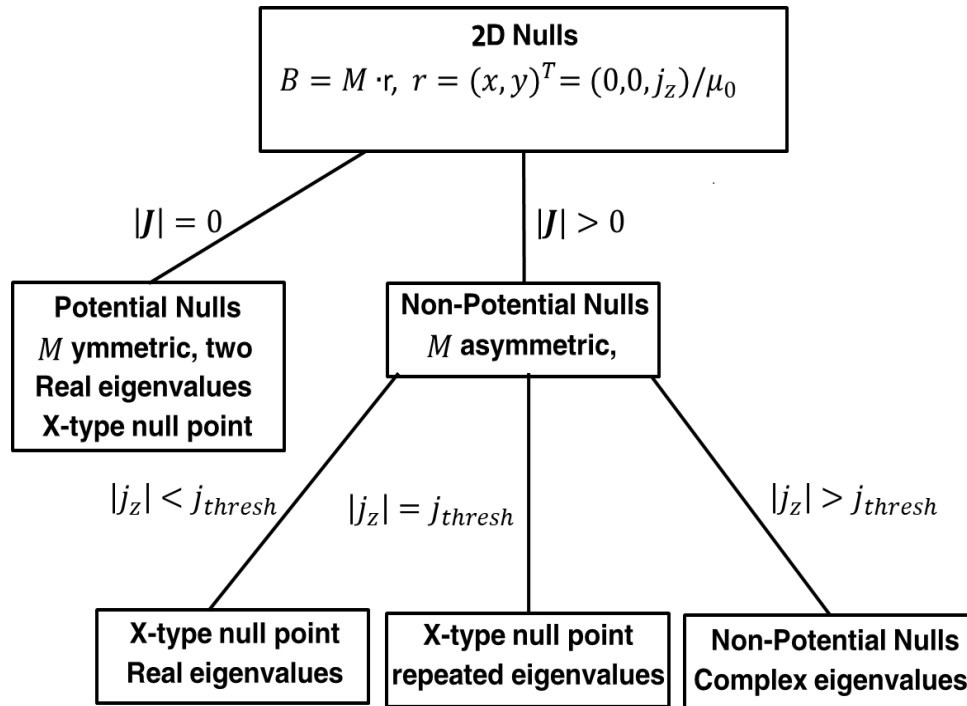 2D Nulls
B = M ·r, r = (x, y)^T = (0,0, j_z)/μ_0
|J| = 0
|J| > 0
Potential Nulls
M ymmetric, two
Real eigenvalues
X-type null point
Non-Potential Nulls
M asymmetric,
|j_z| < j_thresh
|j_z| = j_thresh
|j_z| > j_thresh
X-type null point
Real eigenvalues
X-type null point
repeated eigenvalues
Non-Potential Nulls
Complex eigenvalues